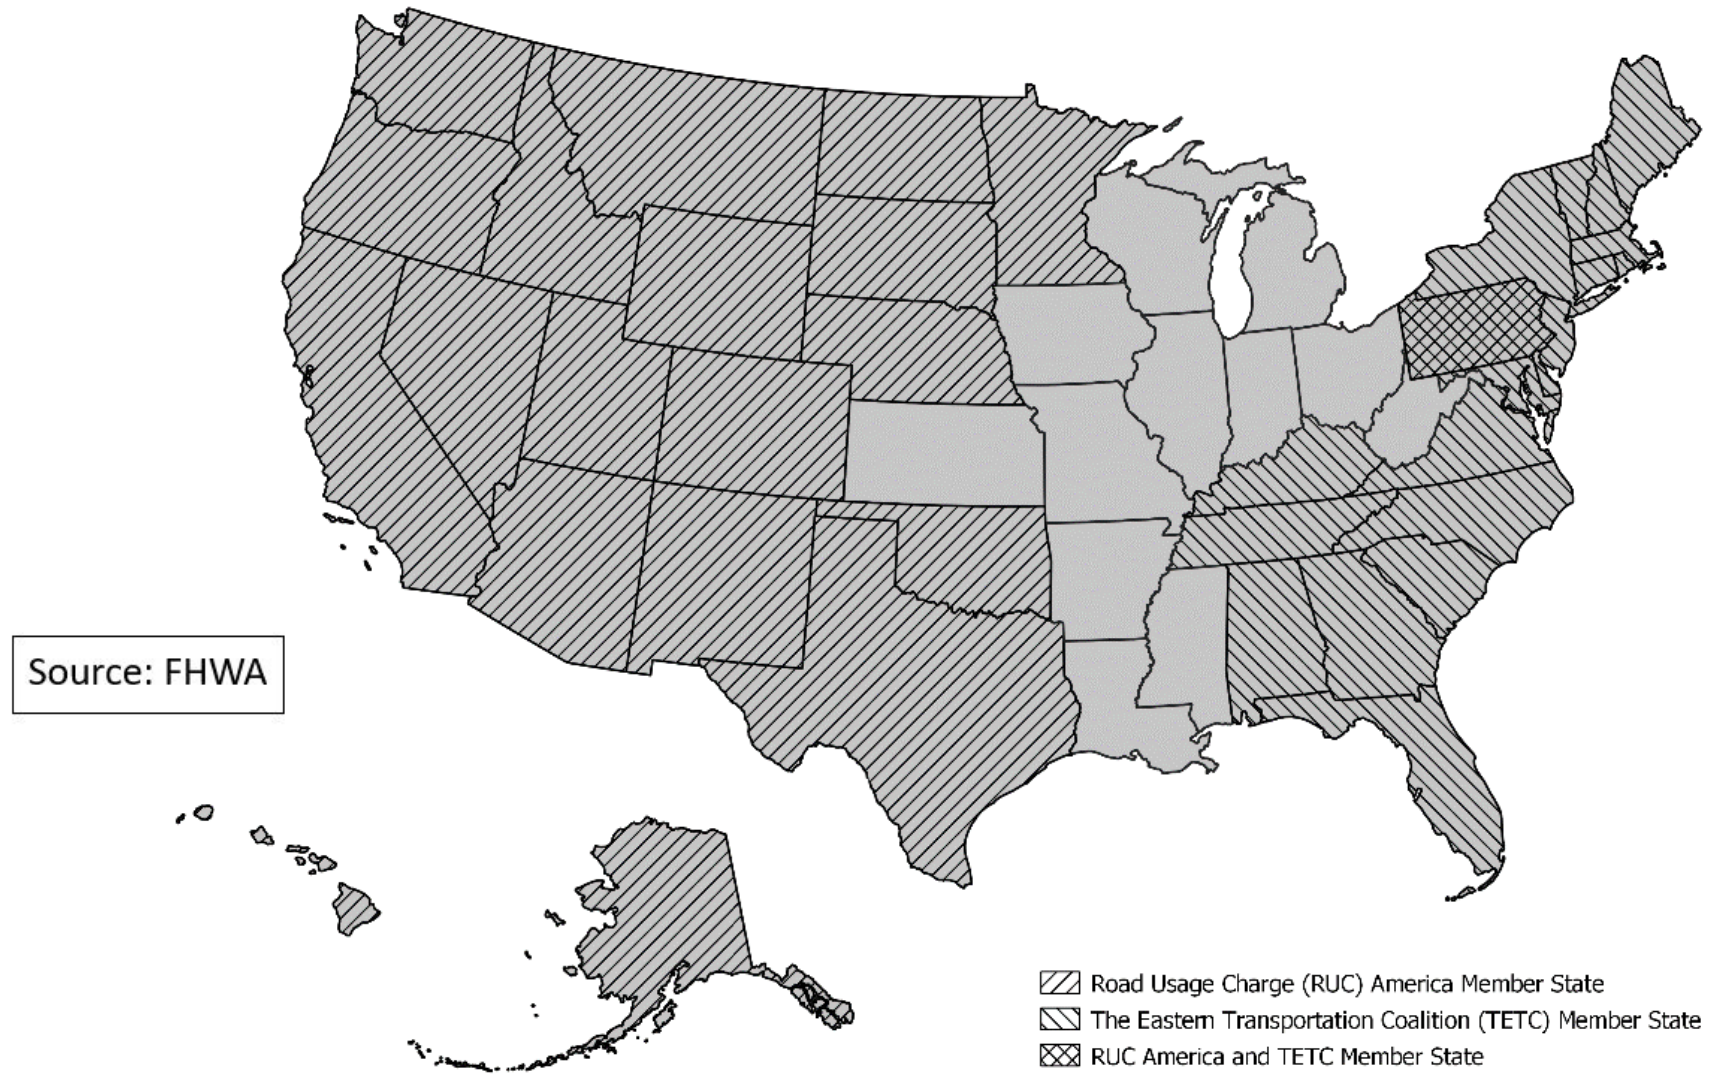 Source: FHWA
Road Usage Charge (RUC) America Member State
The Eastern Transportation Coalition (TETC) Member State
RUC America and TETC Member State